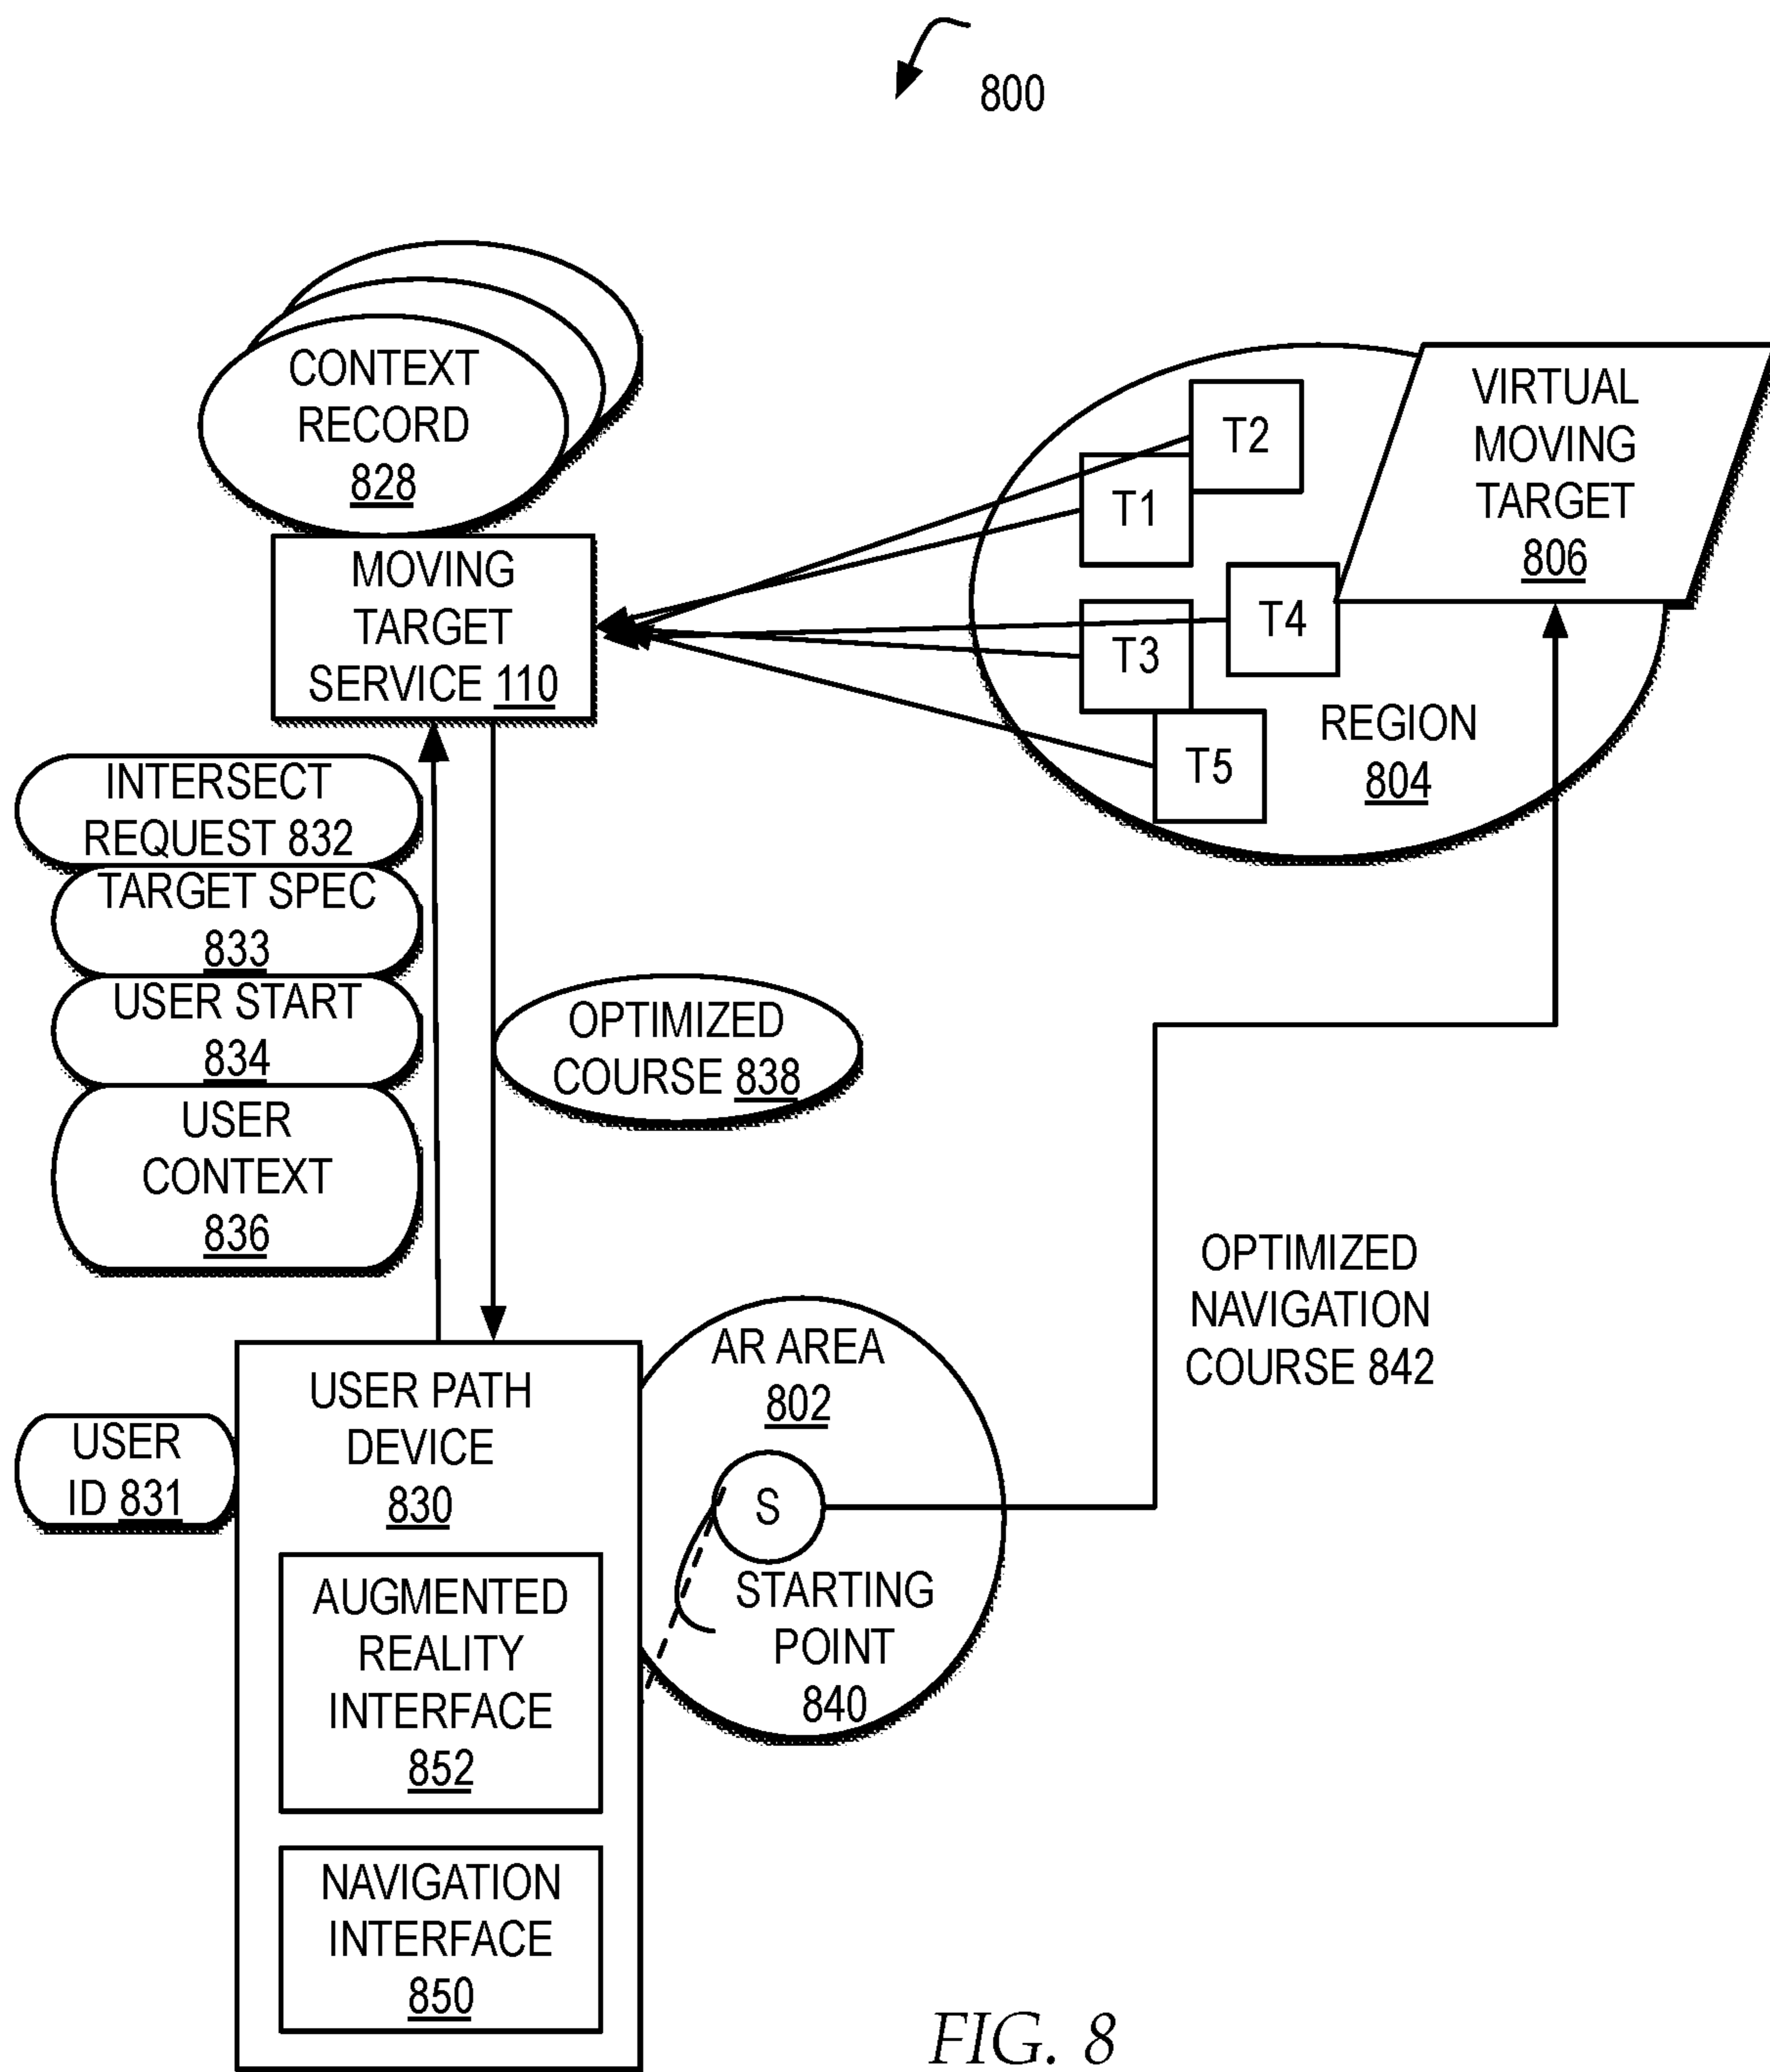 800
CONTEXT
RECORD
828
MOVING
TARGET
SERVICE 110
T2
T1
T4
T3
T5
VIRTUAL
MOVING
TARGET
806
REGION
804
INTERSECT
REQUEST 832
TARGET SPEC
833
USER START
834
USER
CONTEXT
836
OPTIMIZED
COURSE 838
OPTIMIZED
NAVIGATION
COURSE 842
USER
ID 831
USER PATH
DEVICE
830
AUGMENTED
REALITY
INTERFACE
852
NAVIGATION
INTERFACE
850
AR AREA
802
S
STARTING
POINT
840
FIG. 8